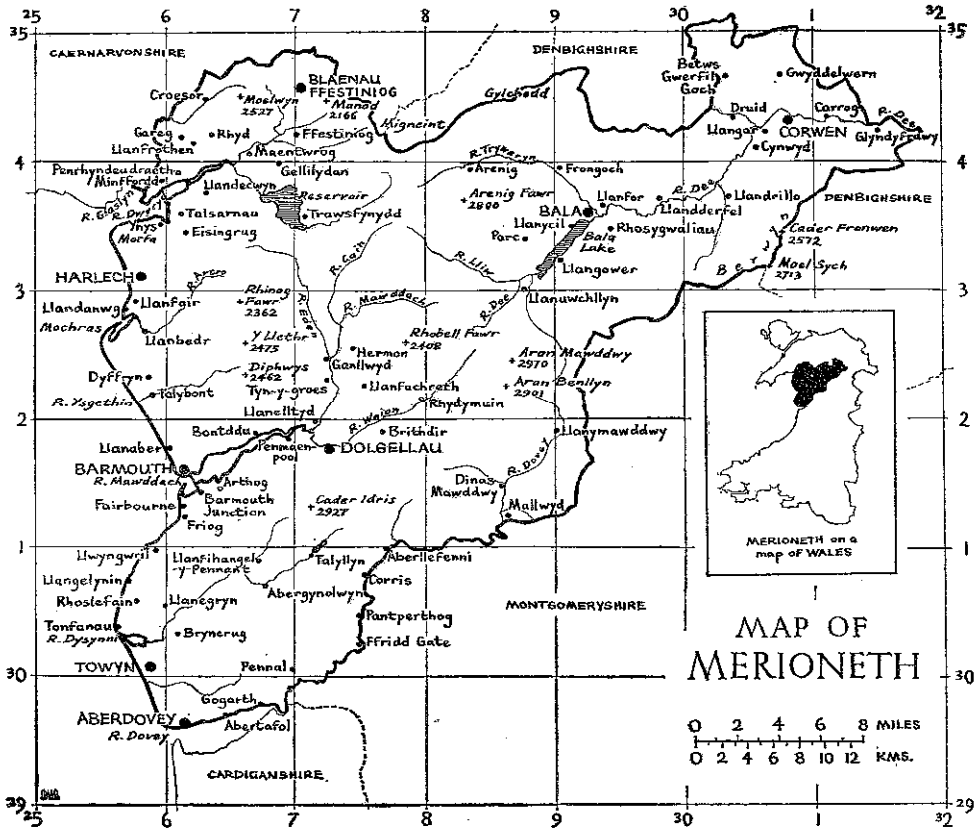 25 6 7 8 9 30 1 32
35 35
CAERNARVONSHIRE
DENBIGHSHIRE
BLAENAU
FFESTINIOG
Croesor
Moelwyn
2527
Manod
2166
Migneint
Gylchedd
Betws
Gwerfil
Goch
Gwyddelwern
Gareg
Rhyd
Ffestiniog
Druid
Carrog
R. Dee
Llanfrothen
Maentwrog
Llangar
CORWEN
Glyndyfrdwy
Cynwyd
4 4
Penrhyndeudraeth
Minffordd
Gellilydan
R. Tryweryn
Arenig
Frongoch
DENBIGHSHIRE
Llandecwyn
Reservoir
R. Glaslyn
R. Dwyryd
Arenig Fawr
2800
Llanfor
R. Dee
Llandrillo
Talsarnau
Trawsfynydd
BALA
Llandderfel
Ynys
Morfa
Eisingrug
Llanycil
Parc
Bala
Lake
Rhosygwaliau
Cader Fronwen
2572
R. Cain
R. Lliw
Llangower
Berwyn
Moel Sych
2713
HARLECH
R. Artro
3 3
Llandanwg
Llanfair
Rhinog
Fawr
2362
R. Eden
R. Mawddach
R. Dee
Llanuwchllyn
Mochras
Llanbedr
Y Llethr
2475
Rhobell Fawr
2408
Hermon
Ganllwyd
Aran Mawddwy
2970
Dyffryn
Diphwys
2462
Tyn-y-groes
Llanfachreth
Aran Benllyn
2901
R. Ysgethin
Talybont
Rhydymuin
Llanelltyd
R. Wnion
2 2
Bontddu
Brithdir
Llanymawddwy
Llanaber
Penmaen-
pool
DOLGELLAU
BARMOUTH
R. Mawddach
Arthog
R. Dovey
Dinas
Mawddwy
Fairbourne
Barmouth
Junction
Cader Idris
2927
Mallwyd
Friog
MERIONETH on a
map of WALES
1 1
Llwyngwril
Llanfihangel
-y-Pennant
Talyllyn
Aberllefenni
Llangelynin
Corris
Abergynolwyn
Rhoslefain
Llanegryn
Pantperthog
MONTGOMERYSHIRE
Tonfanau
R. Dysynni
Bryncrug
Ffridd Gate
MAP OF
MERIONETH
TOWYN
Pennal
30 30
Gogarth
ABERDOVEY
Abertafol
R. Dovey
0 2 4 6 8 MILES
0 2 4 6 8 10 12 KMS.
CARDIGANSHIRE
29 29
25 6 7 8 9 30 1 32